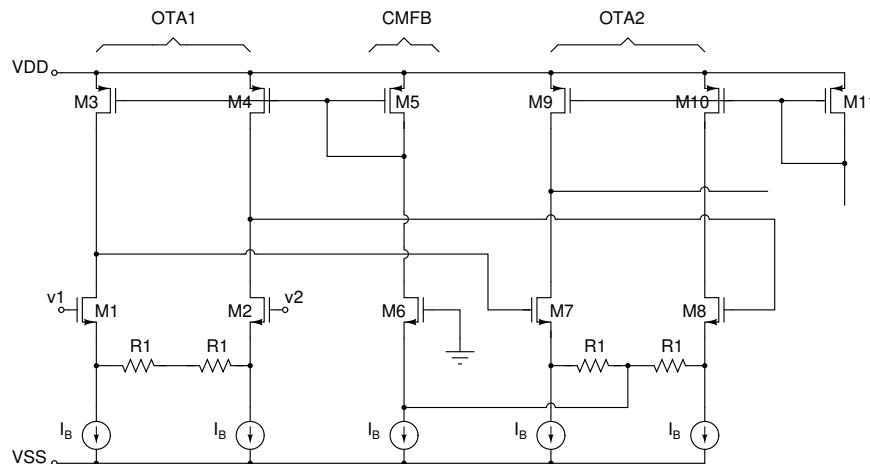 OTA1 CMFB OTA2
VDD
M3 M4 M5 M9 M10 M11
v1 M1 M2 v2 M6 M7 M8
R1 R1 R1 R1
I_B I_B I_B I_B I_B
VSS